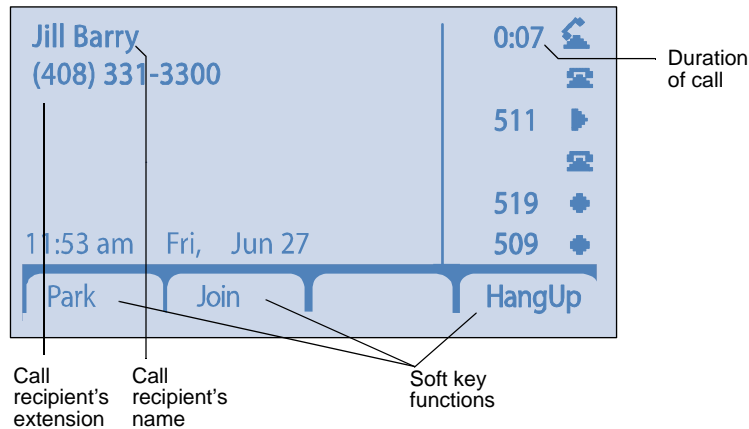 Jill Barry
(408) 331-3300
0:07
Duration
of call
511
519
11:53 am Fri, Jun 27
509
Park Join HangUp
Call
recipient's
extension
Call
recipient's
name
Soft key
functions